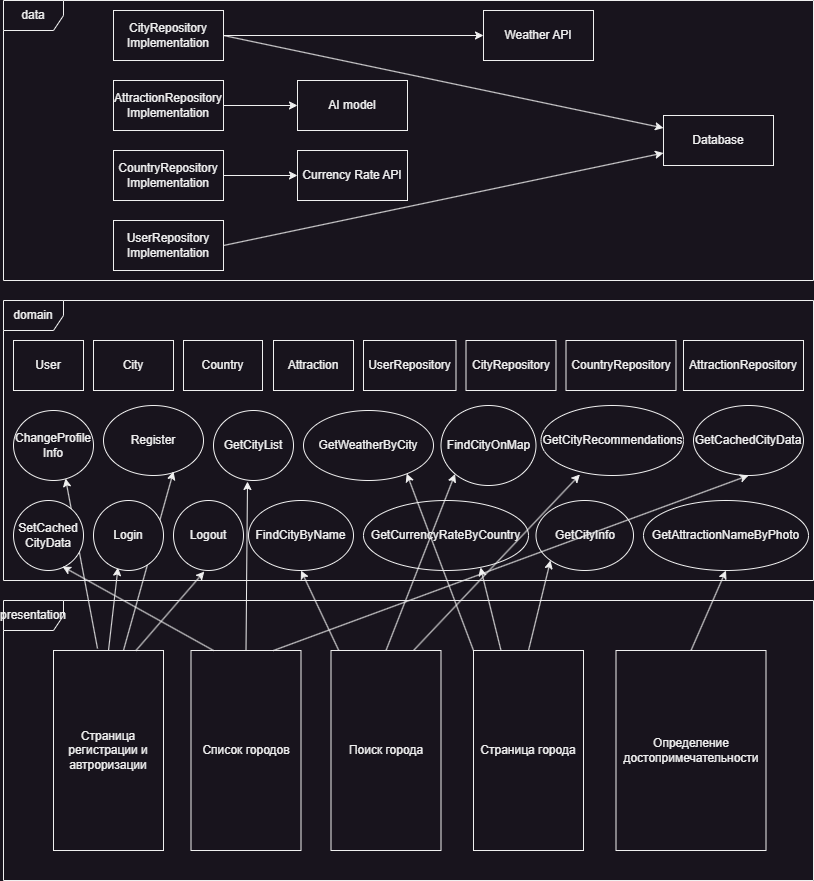 data
CityRepository
Implementation
Weather API
AttractionRepository
Implementation
AI model
Database
CountryRepository
Implementation
Currency Rate API
UserRepository
Implementation
domain
User
City
Country
Attraction
UserRepository
CityRepository
CountryRepository
AttractionRepository
ChangeProfile
Info
Register
GetCityList
GetWeatherByCity
FindCityOnMap
GetCityRecommendations
GetCachedCityData
SetCached
CityData
Login
Logout
FindCityByName
GetCurrencyRateByCountry
GetCityInfo
GetAttractionNameByPhoto
presentation
Страница
регистрации и
автроризации
Список городов
Поиск города
Страница города
Определение
достопримечательности